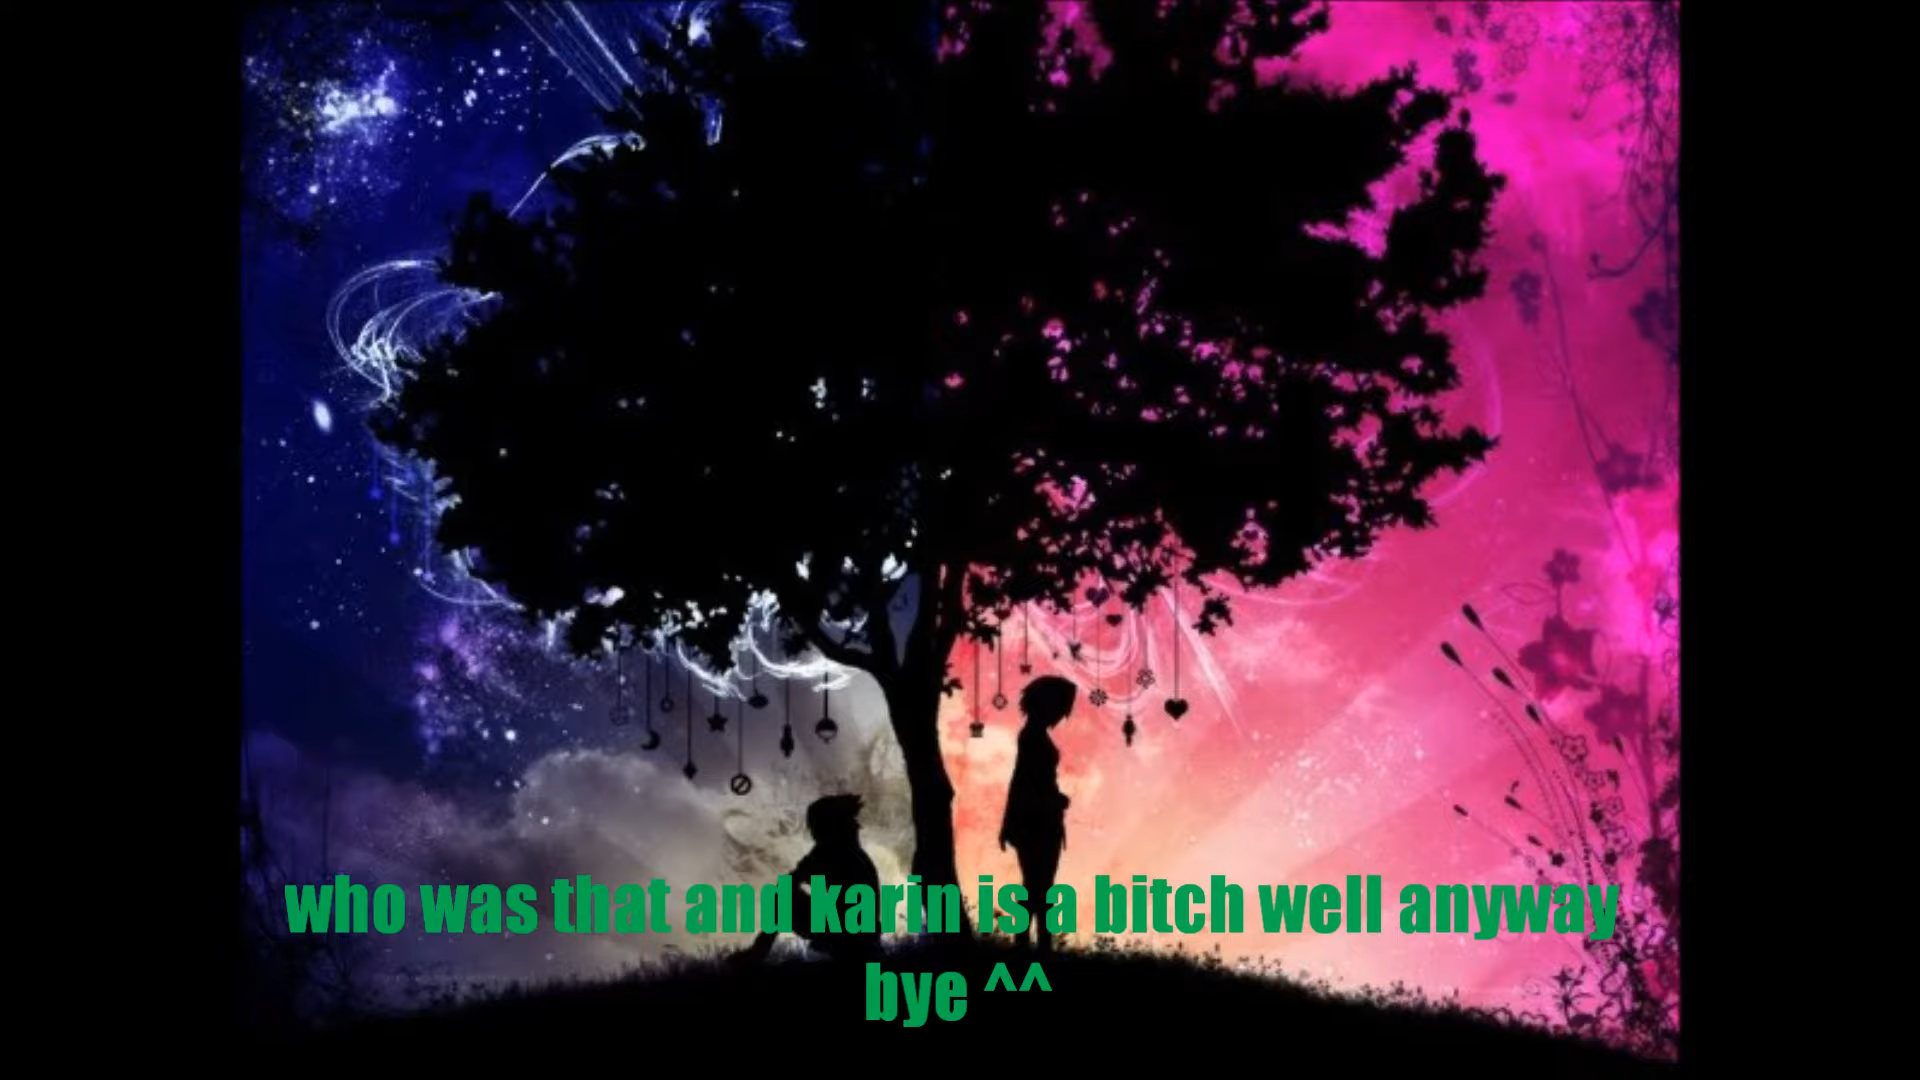 who was that and karin is a bitch well anyway
bye ^^